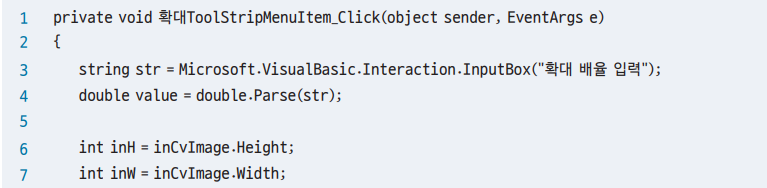 1 private void 확대ToolStripMenuItem_Click(object sender, EventArgs e)
2 {
3 string str = Microsoft.VisualBasic.Interaction.InputBox("확대 배율 입력");
4 double value = double.Parse(str);
5
6 int inH = inCvImage.Height;
7 int inW = inCvImage.Width;